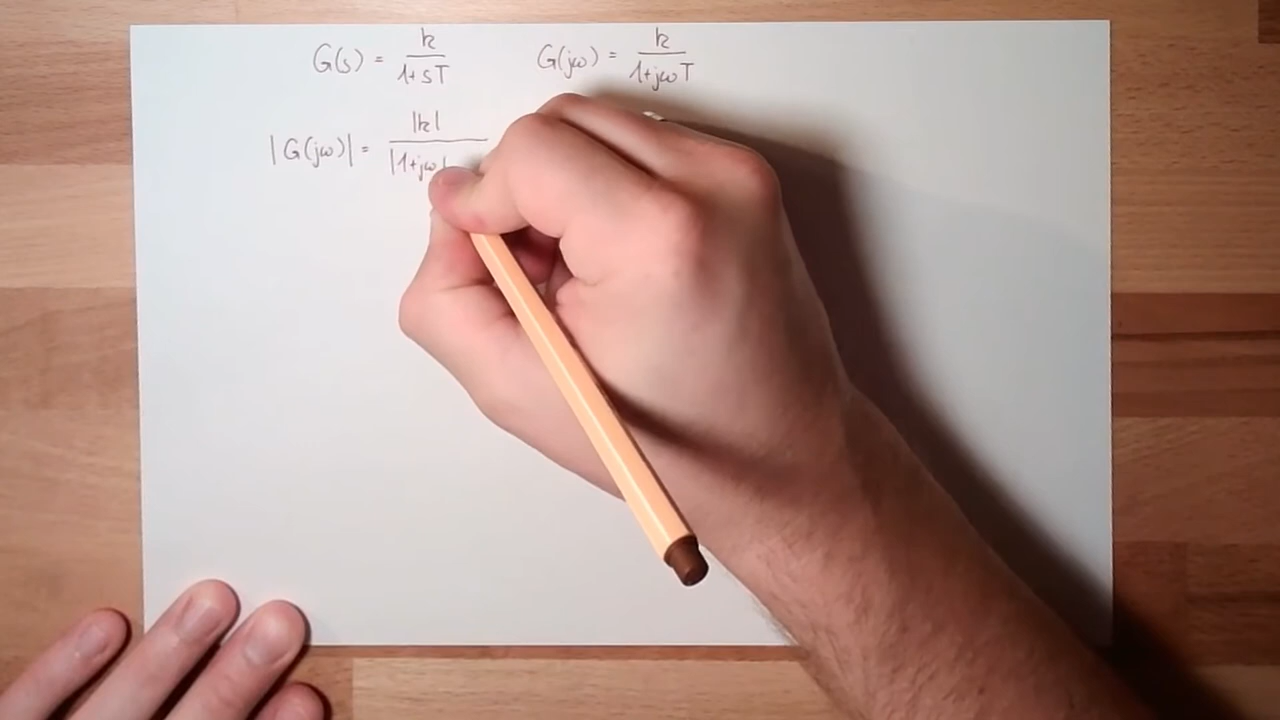 G(s) = k/(1+sT) G(jω) = k/(1+jωT)
|G(jω)| = |k|/|1+jω